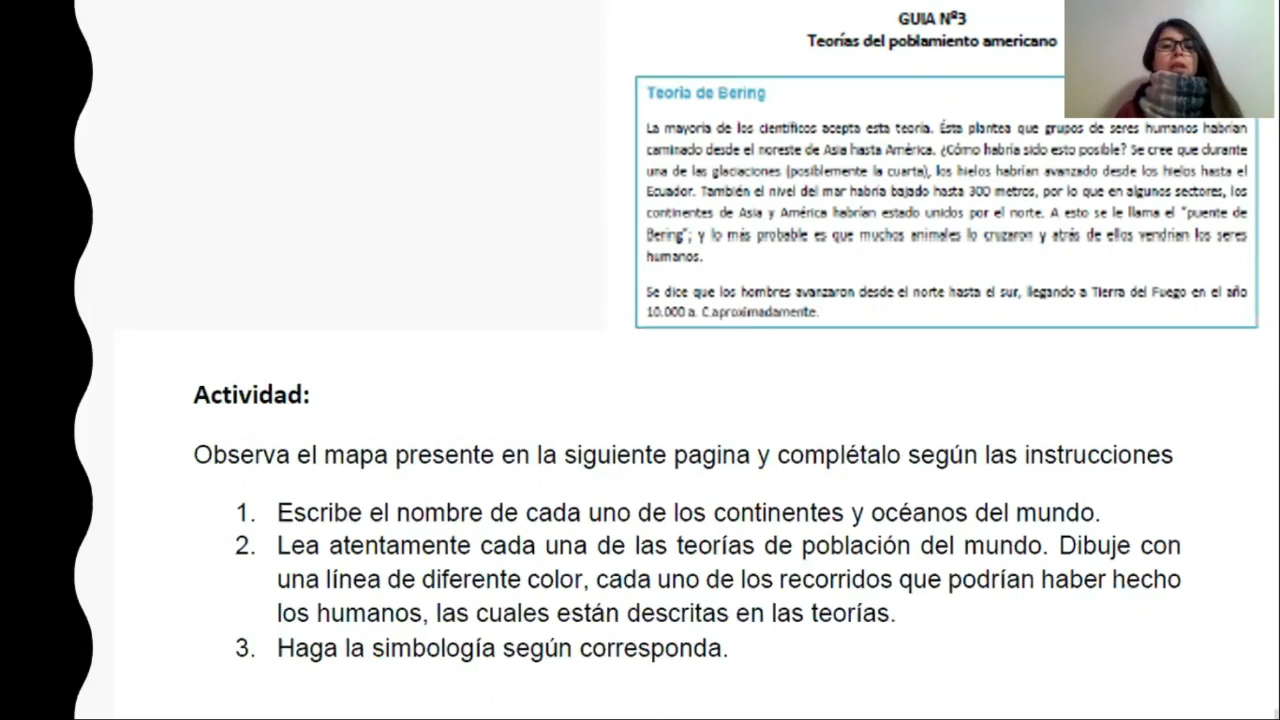 GUIA Nº3
Teorías del poblamiento americano
Teoría de Bering
La mayoría de los científicos acepta esta teoría. Ésta plantea que grupos de seres humanos habrían
caminado desde el noreste de Asia hasta América. ¿Cómo habría sido esto posible? Se cree que durante
una de las glaciaciones (posiblemente la cuarta), los hielos habrían avanzado desde los hielos hasta el
Ecuador. También el nivel del mar habría bajado hasta 300 metros, por lo que en algunos sectores, los
continentes de Asia y América habrían estado unidos por el norte. A esto se le llama el "puente de
Bering"; y lo más probable es que muchos animales lo cruzaron y atrás de ellos vendrían los seres
humanos.
Se dice que los hombres avanzaron desde el norte hasta el sur, llegando a Tierra del Fuego en el año
10.000 a. C.aproximadamente.
Actividad:
Observa el mapa presente en la siguiente pagina y complétalo según las instrucciones
1. Escribe el nombre de cada uno de los continentes y océanos del mundo.
2. Lea atentamente cada una de las teorías de población del mundo. Dibuje con
una línea de diferente color, cada uno de los recorridos que podrían haber hecho
los humanos, las cuales están descritas en las teorías.
3. Haga la simbología según corresponda.